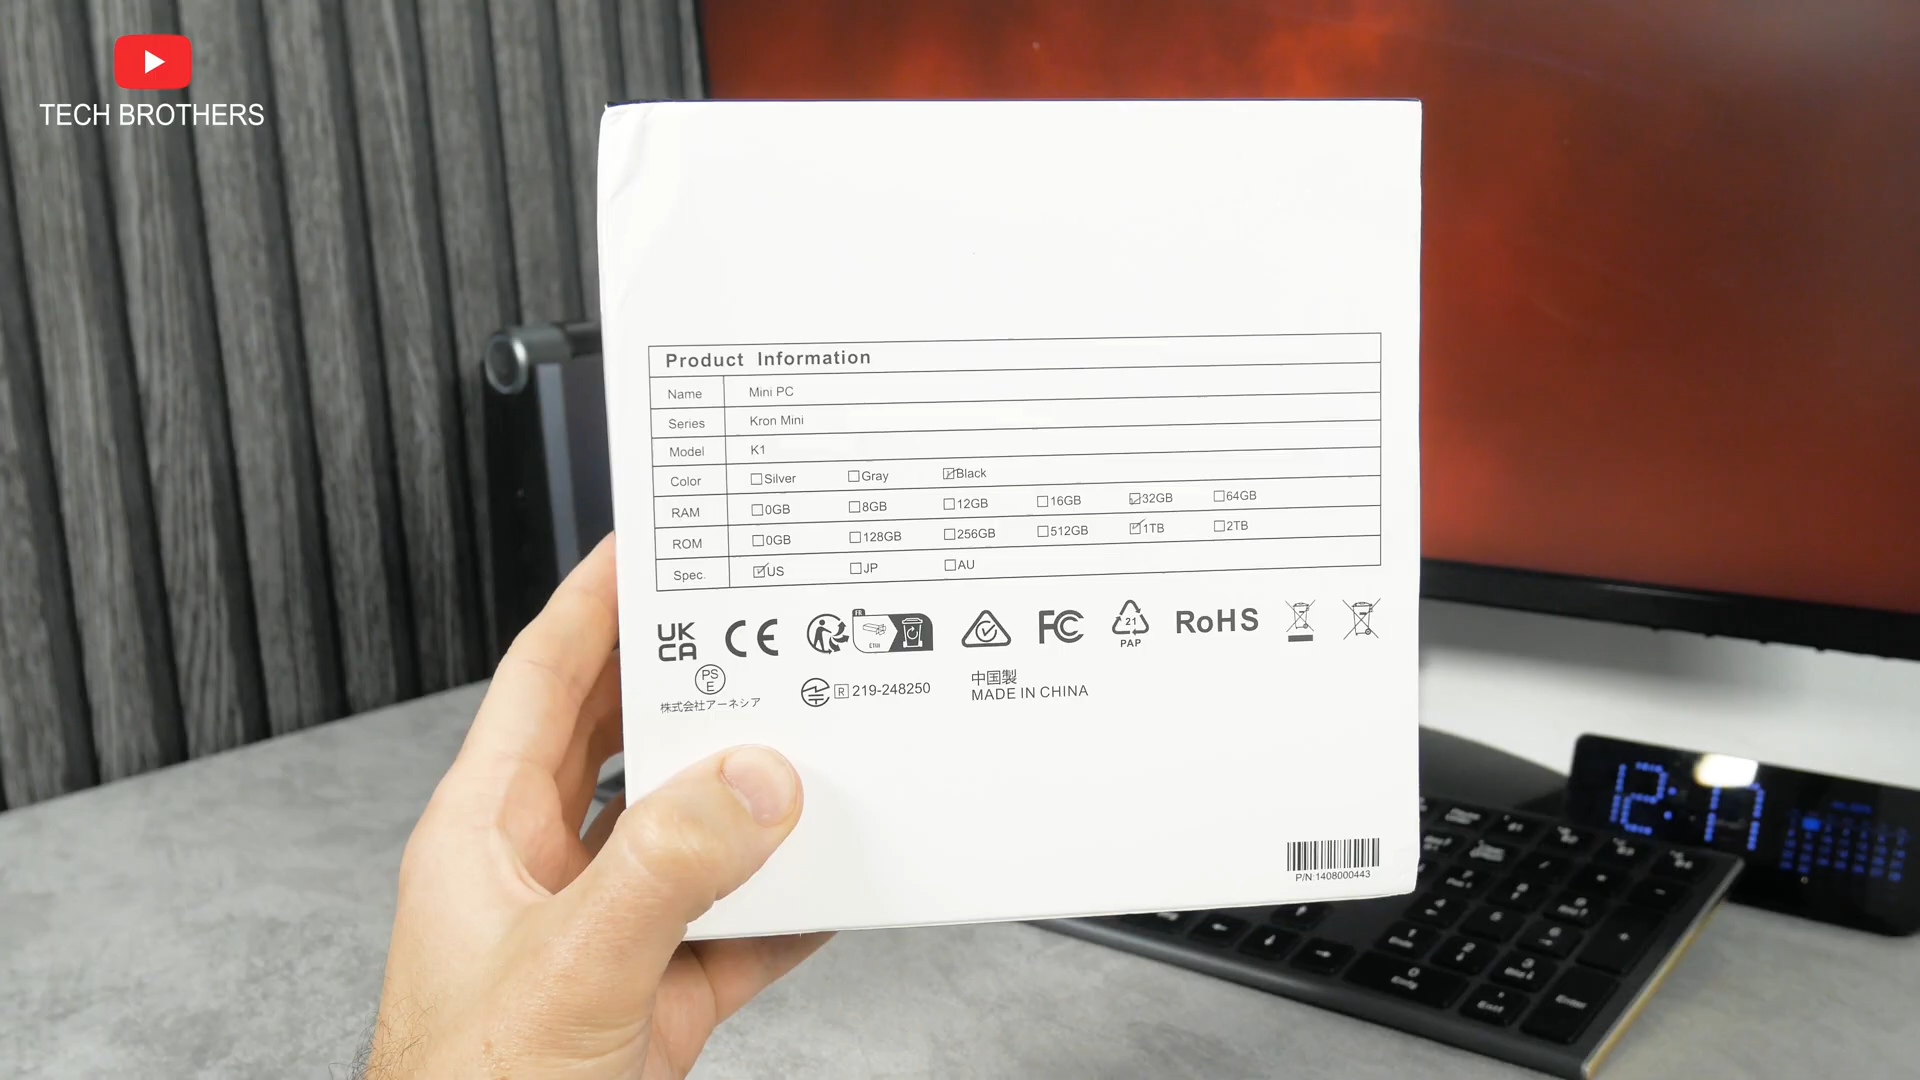 TECH BROTHERS
Product Information
Name Mini PC
Series Kron Mini
Model K1
Color ☐Silver ☐Gray ☑Black
RAM ☐0GB ☐8GB ☐12GB ☐16GB ☑32GB ☐64GB
ROM ☐0GB ☐128GB ☐256GB ☐512GB ☑1TB ☐2TB
Spec. ☑US ☐JP ☐AU
UK
CA
CE
FR
ETUI
FC
21
PAP
RoHS
PS
E
株式会社アーネシア
R 219-248250
中国製
MADE IN CHINA
P/N:1408000443